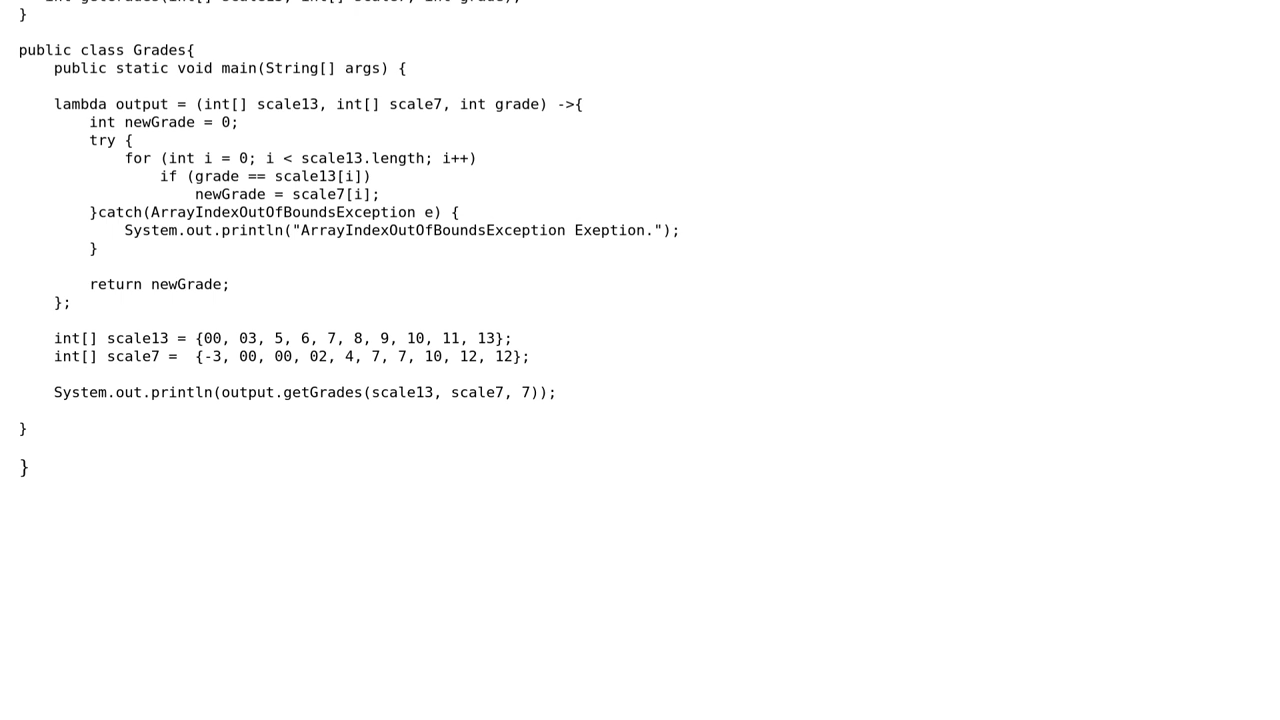 }
public class Grades{
public static void main(String[] args) {
lambda output = (int[] scale13, int[] scale7, int grade) ->{
int newGrade = 0;
try {
for (int i = 0; i < scale13.length; i++)
if (grade == scale13[i])
newGrade = scale7[i];
}catch(ArrayIndexOutOfBoundsException e) {
System.out.println("ArrayIndexOutOfBoundsException Exeption.");
}
return newGrade;
};
int[] scale13 = {00, 03, 5, 6, 7, 8, 9, 10, 11, 13};
int[] scale7 =  {-3, 00, 00, 02, 4, 7, 7, 10, 12, 12};
System.out.println(output.getGrades(scale13, scale7, 7));
}
}